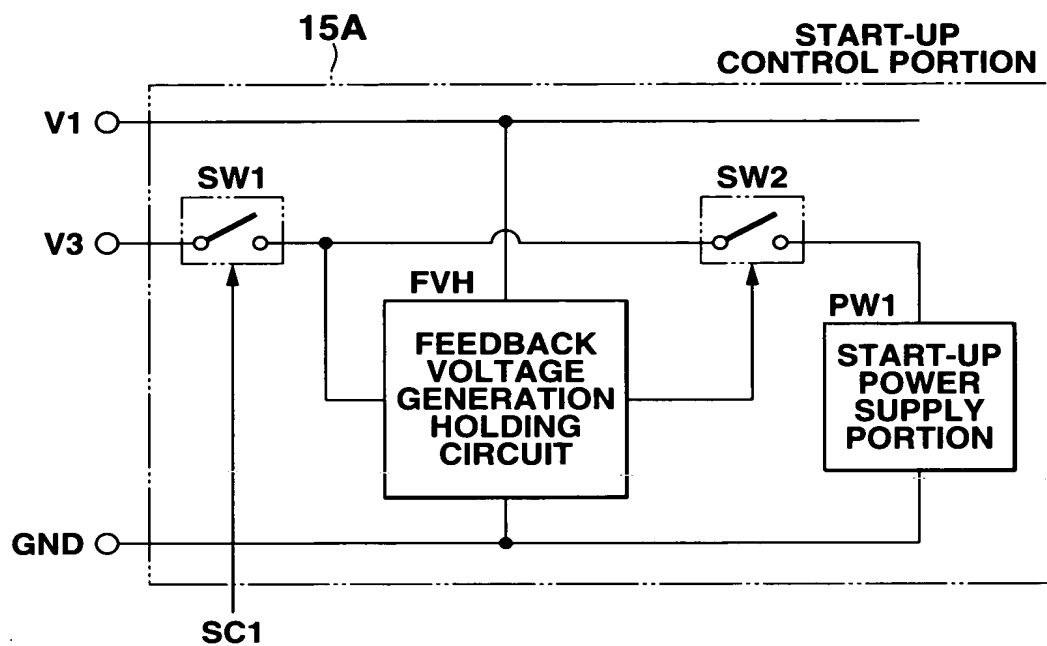 15A
START-UP
CONTROL PORTION
V1
SW1
SW2
V3
FVH
PW1
FEEDBACK
VOLTAGE
GENERATION
HOLDING
CIRCUIT
START-UP
POWER
SUPPLY
PORTION
GND
SC1